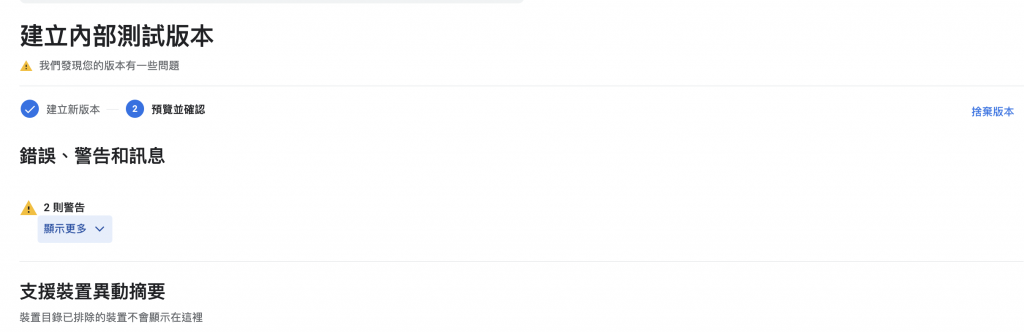 建立內部測試版本
我們發現您的版本有一些問題
建立新版本 2 預覽並確認
捨棄版本
錯誤、警告和訊息
2 則警告
顯示更多
支援裝置異動摘要
裝置目錄已排除的裝置不會顯示在這裡